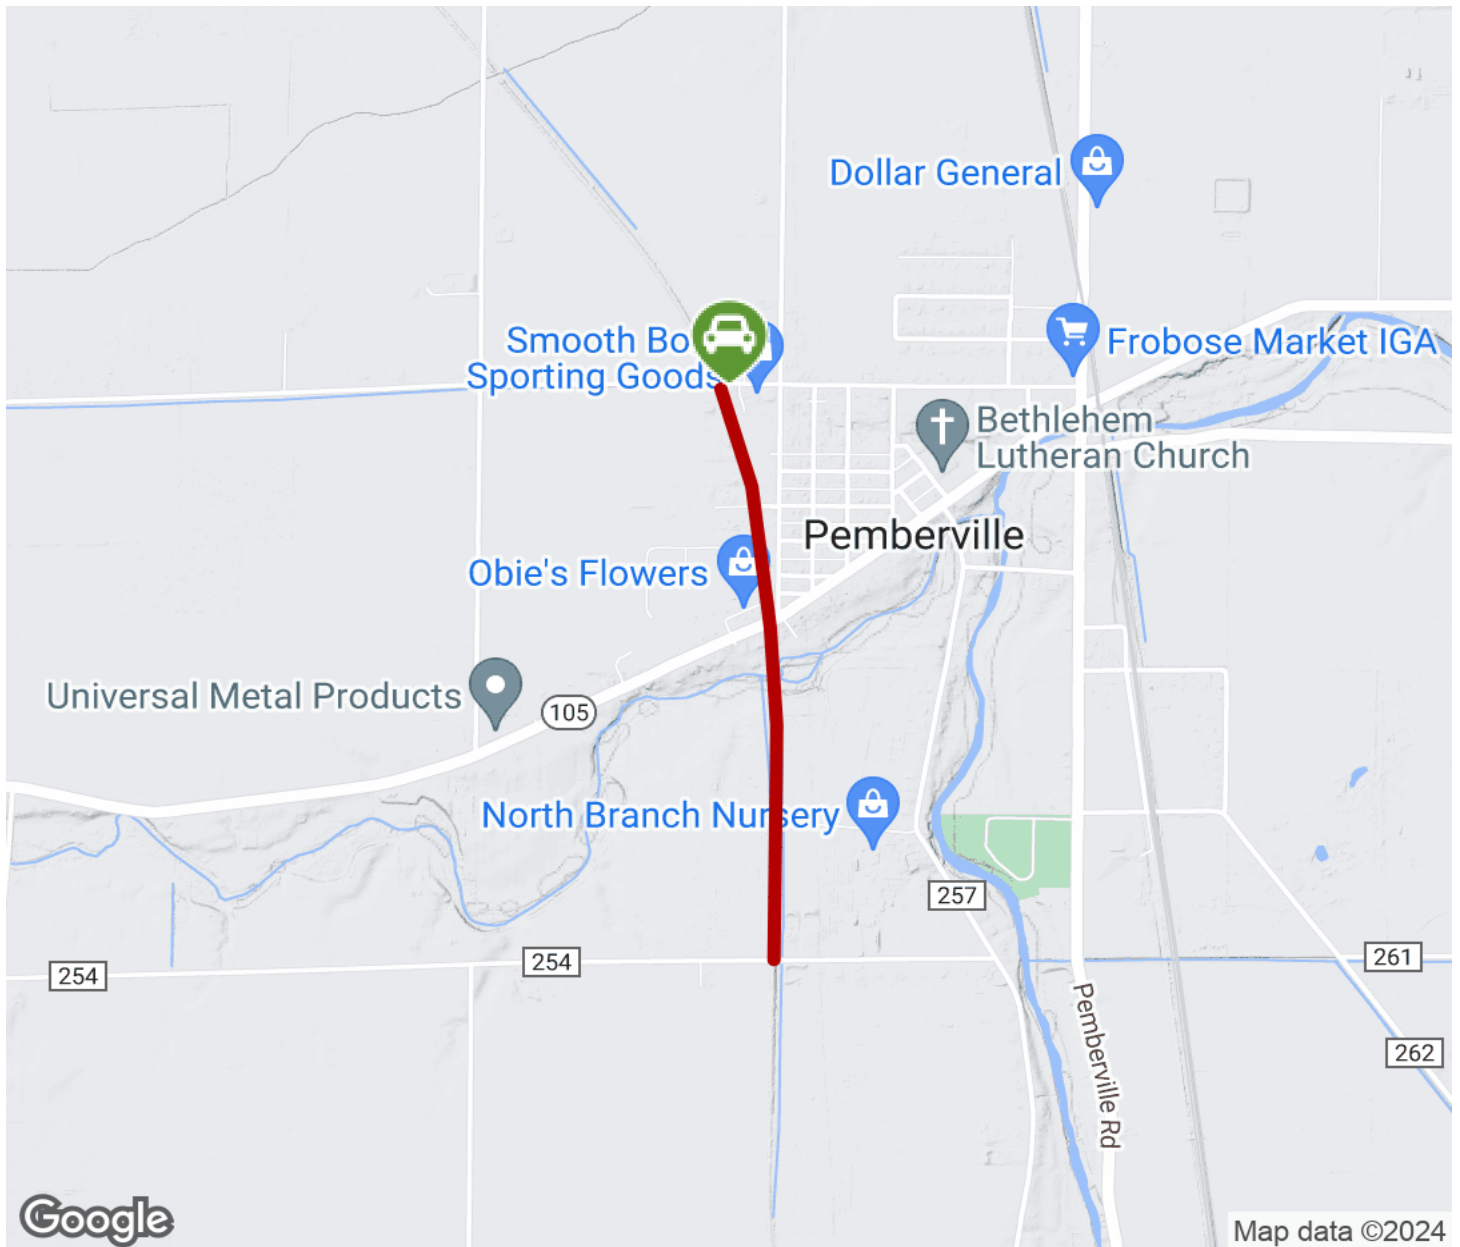 Dollar General
Smooth Bo
Sporting Goods
Frobose Market IGA
Bethlehem
Lutheran Church
Pemberville
Obie's Flowers
Universal Metal Products
105
North Branch Nursery
257
254
254
261
262
Pemberville Rd
Google
Map data ©2024